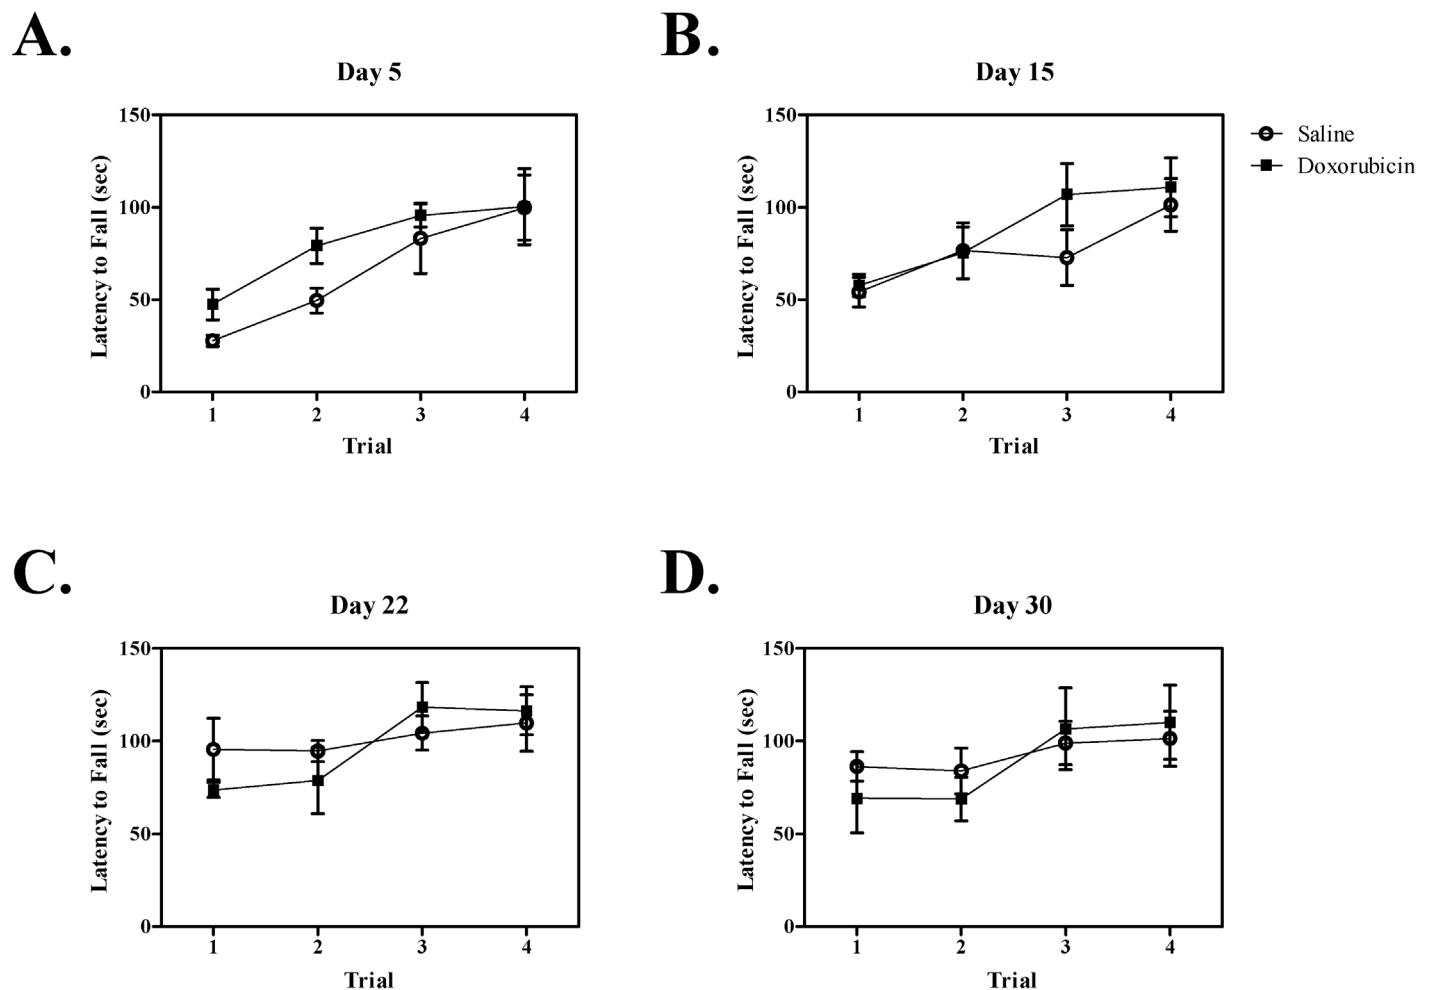 A.
Day 5
150
100
50
0
Latency to Fall (sec)
1 2 3 4
Trial
B.
Day 15
150
100
50
0
Latency to Fall (sec)
1 2 3 4
Trial
Saline
Doxorubicin
C.
Day 22
150
100
50
0
Latency to Fall (sec)
1 2 3 4
Trial
D.
Day 30
150
100
50
0
Latency to Fall (sec)
1 2 3 4
Trial